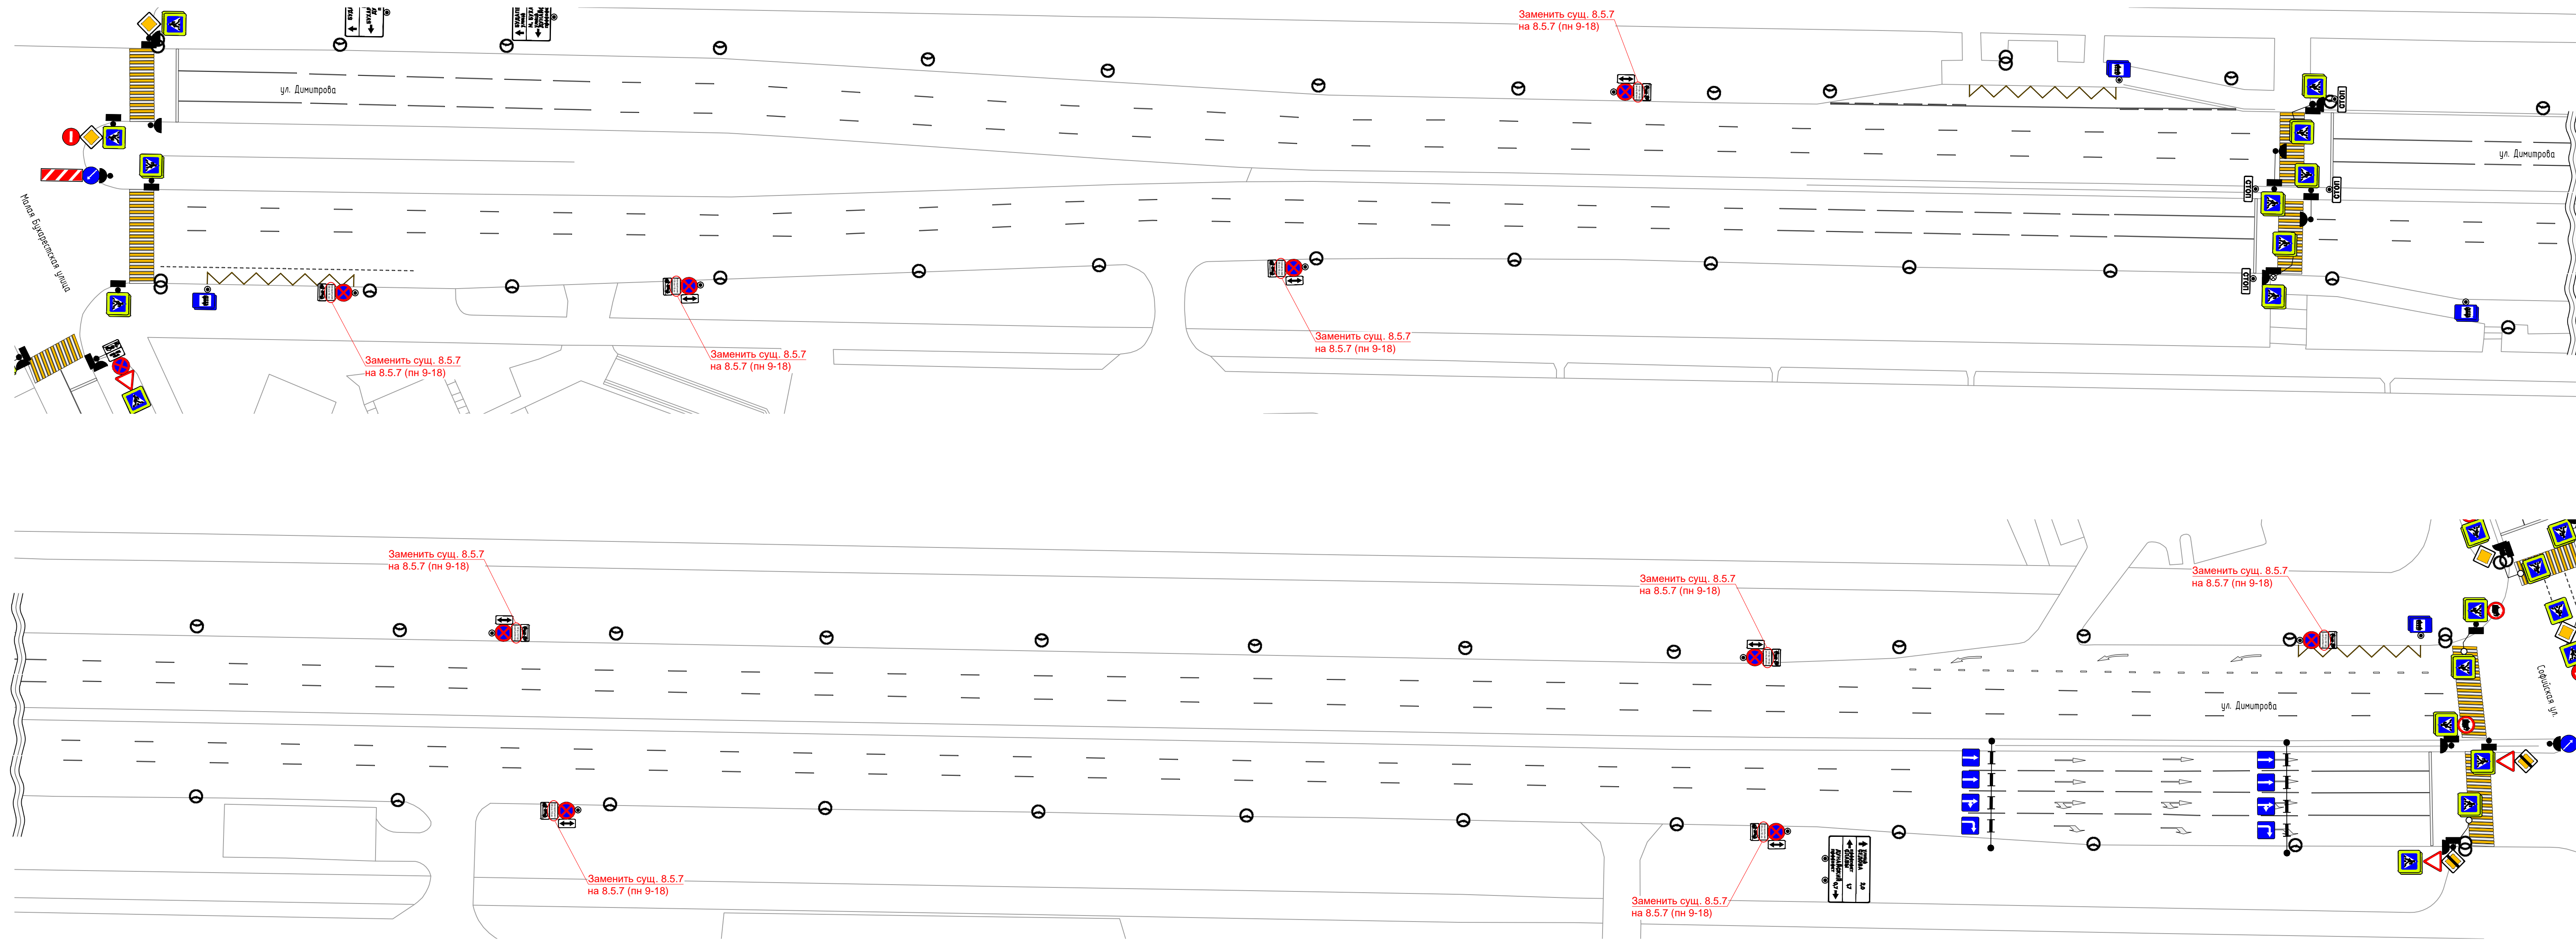 Заменить сущ. 8.5.7
на 8.5.7 (пн 9-18)
ул. Димитрова
СТОП
ул. Димитрова
СТОП
СТОП
Малая Бухарестская улица
СТОП
Заменить сущ. 8.5.7
на 8.5.7 (пн 9-18)
Заменить сущ. 8.5.7
на 8.5.7 (пн 9-18)
Заменить сущ. 8.5.7
на 8.5.7 (пн 9-18)
Заменить сущ. 8.5.7
на 8.5.7 (пн 9-18)
Заменить сущ. 8.5.7
на 8.5.7 (пн 9-18)
Заменить сущ. 8.5.7
на 8.5.7 (пн 9-18)
Софийская ул.
ул. Димитрова
Заменить сущ. 8.5.7
на 8.5.7 (пн 9-18)
Заменить сущ. 8.5.7
на 8.5.7 (пн 9-18)